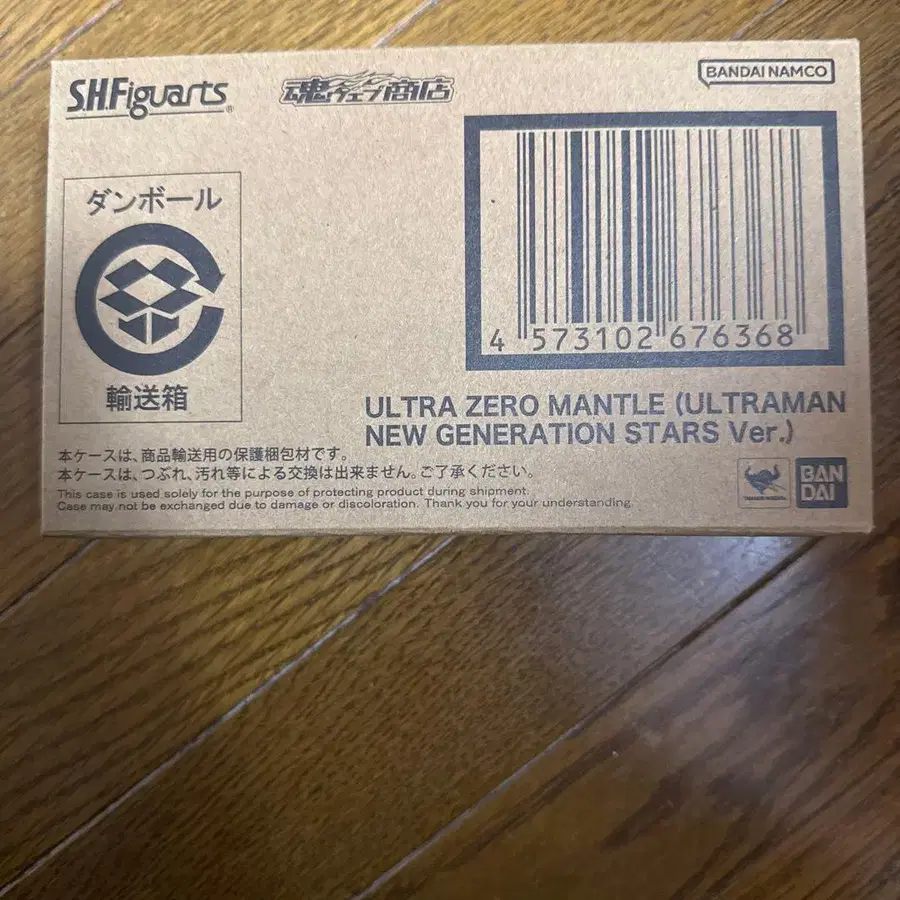 S.H.Figuarts®
魂ウェブ商店
BANDAI NAMCO
ダンボール
輸送箱
4 573102 676368
ULTRA ZERO MANTLE (ULTRAMAN
NEW GENERATION STARS Ver.)
本ケースは、商品輸送用の保護梱包材です。
本ケースは、つぶれ、汚れ等による交換は出来ません。ご了承ください。
This case is used solely for the purpose of protecting product during shipment.
Case may not be exchanged due to damage or discoloration. Thank you for your understanding.
BAN
DAI